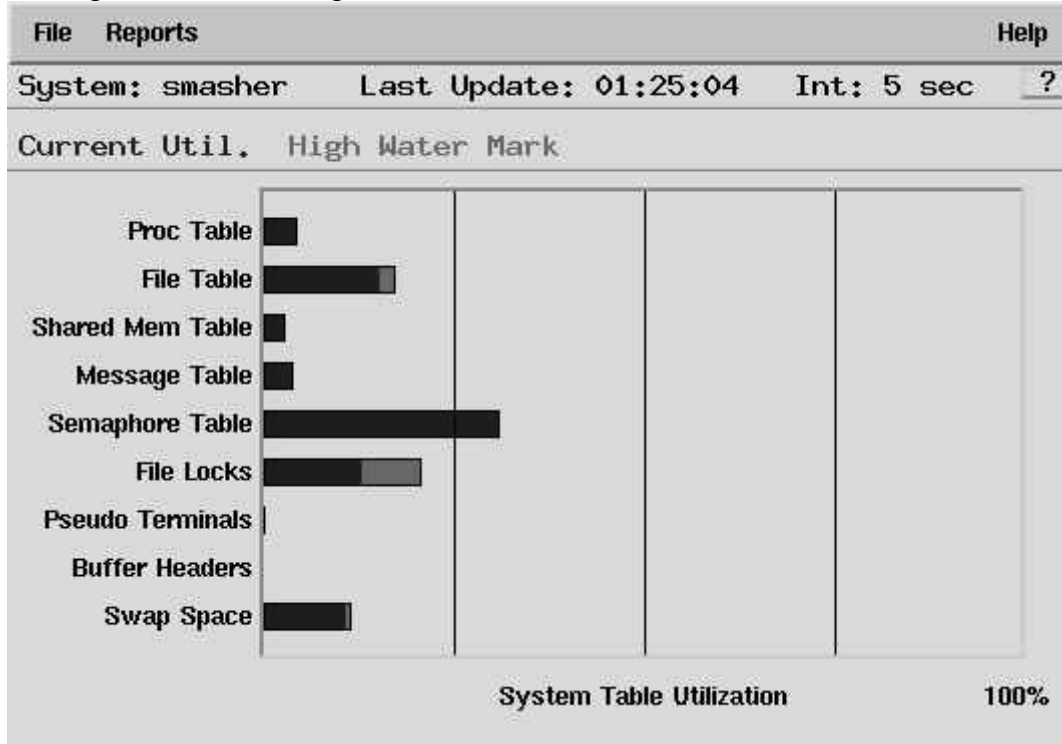 File Reports Help
System: smasher Last Update: 01:25:04 Int: 5 sec ?
Current Util. High Water Mark
Proc Table
File Table
Shared Mem Table
Message Table
Semaphore Table
File Locks
Pseudo Terminals
Buffer Headers
Swap Space
System Table Utilization 100%